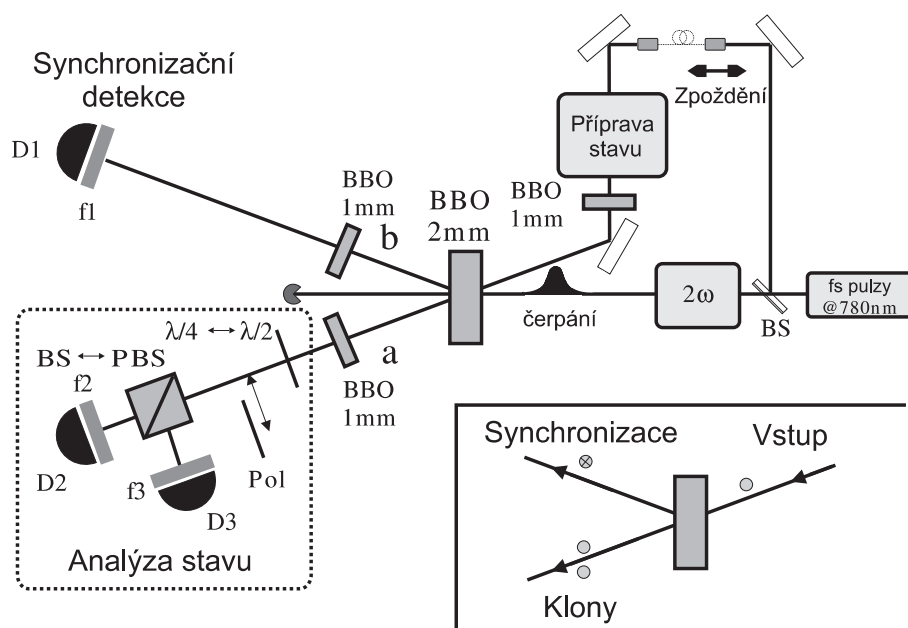 Synchronizační
detekce
D1
f1
BBO
1mm
b
BBO
2mm
BBO
1mm
Příprava
stavu
Zpoždění
čerpání
2ω
BS
fs pulzy
@780nm
λ/4 ↔ λ/2
a
BBO
1mm
BS ↔ PBS
f2
D2
f3
D3
Pol
Analýza stavu
Synchronizace
Vstup
Klony